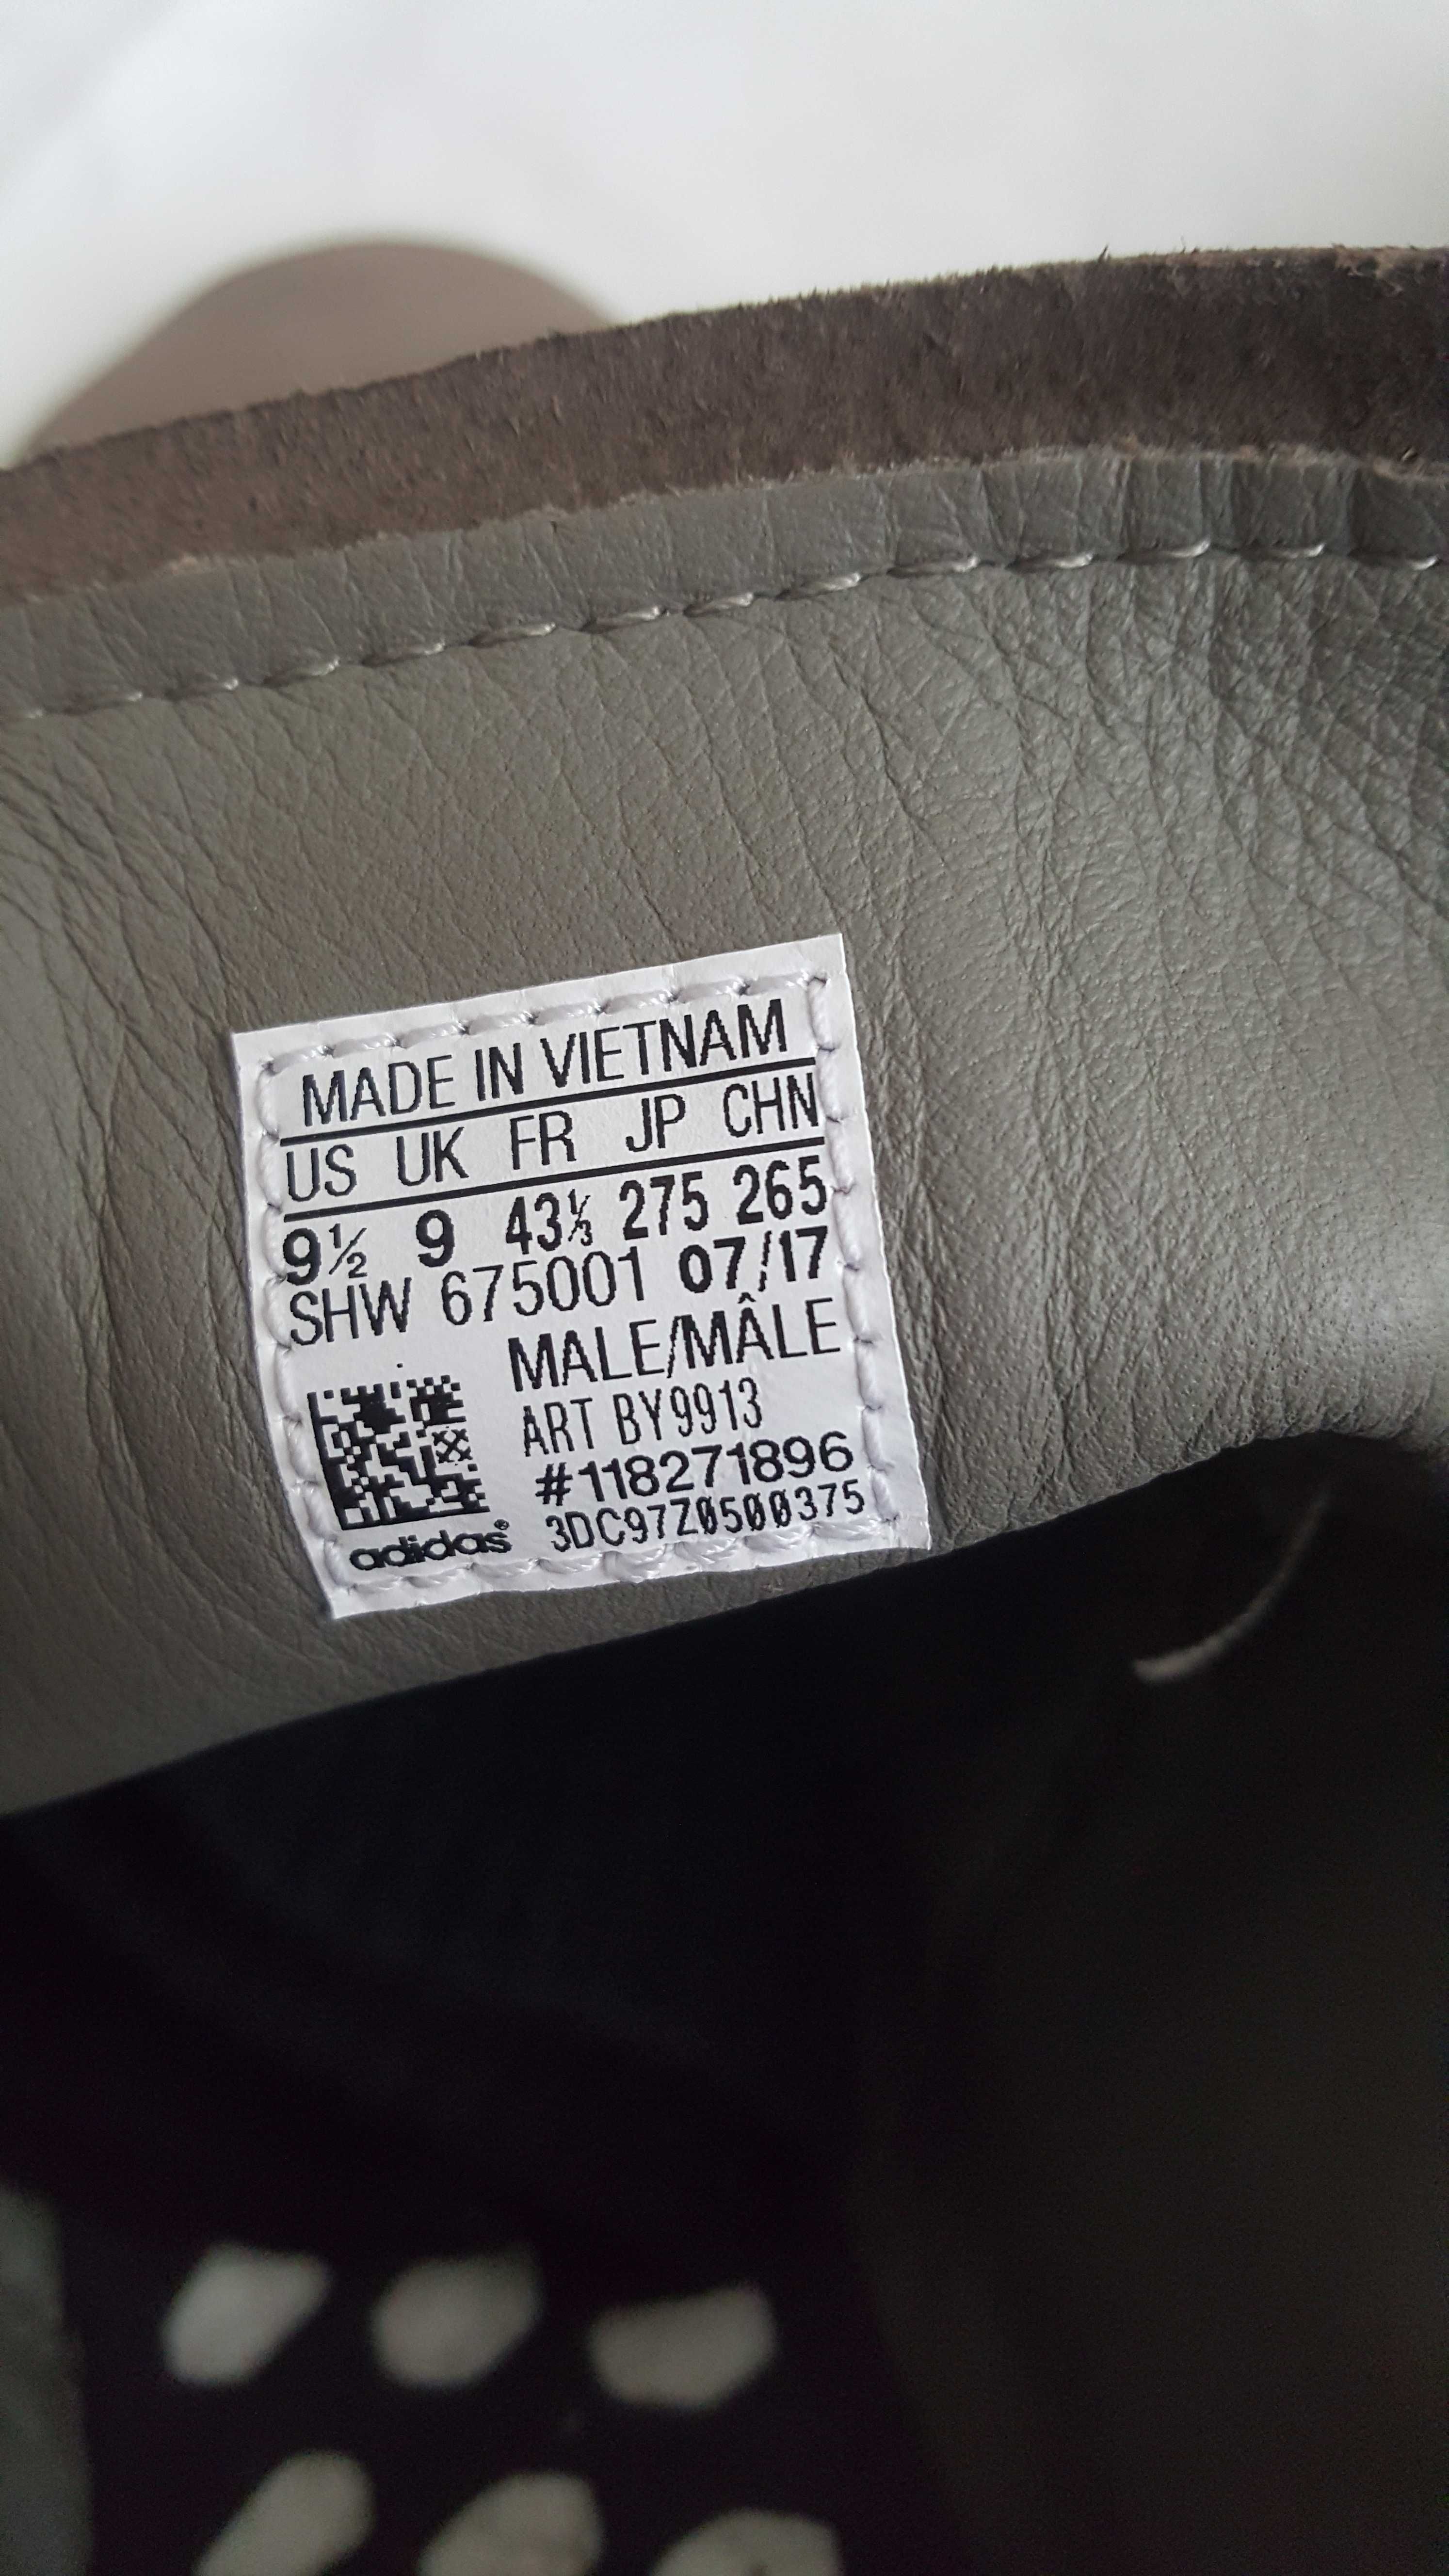 MADE IN VIETNAM
US UK FR JP CHN
9½ 9 43⅓ 275 265
SHW 675001 07/17
MALE/MÂLE
ART BY9913
#118271896
adidas® 3DC97Z0500375